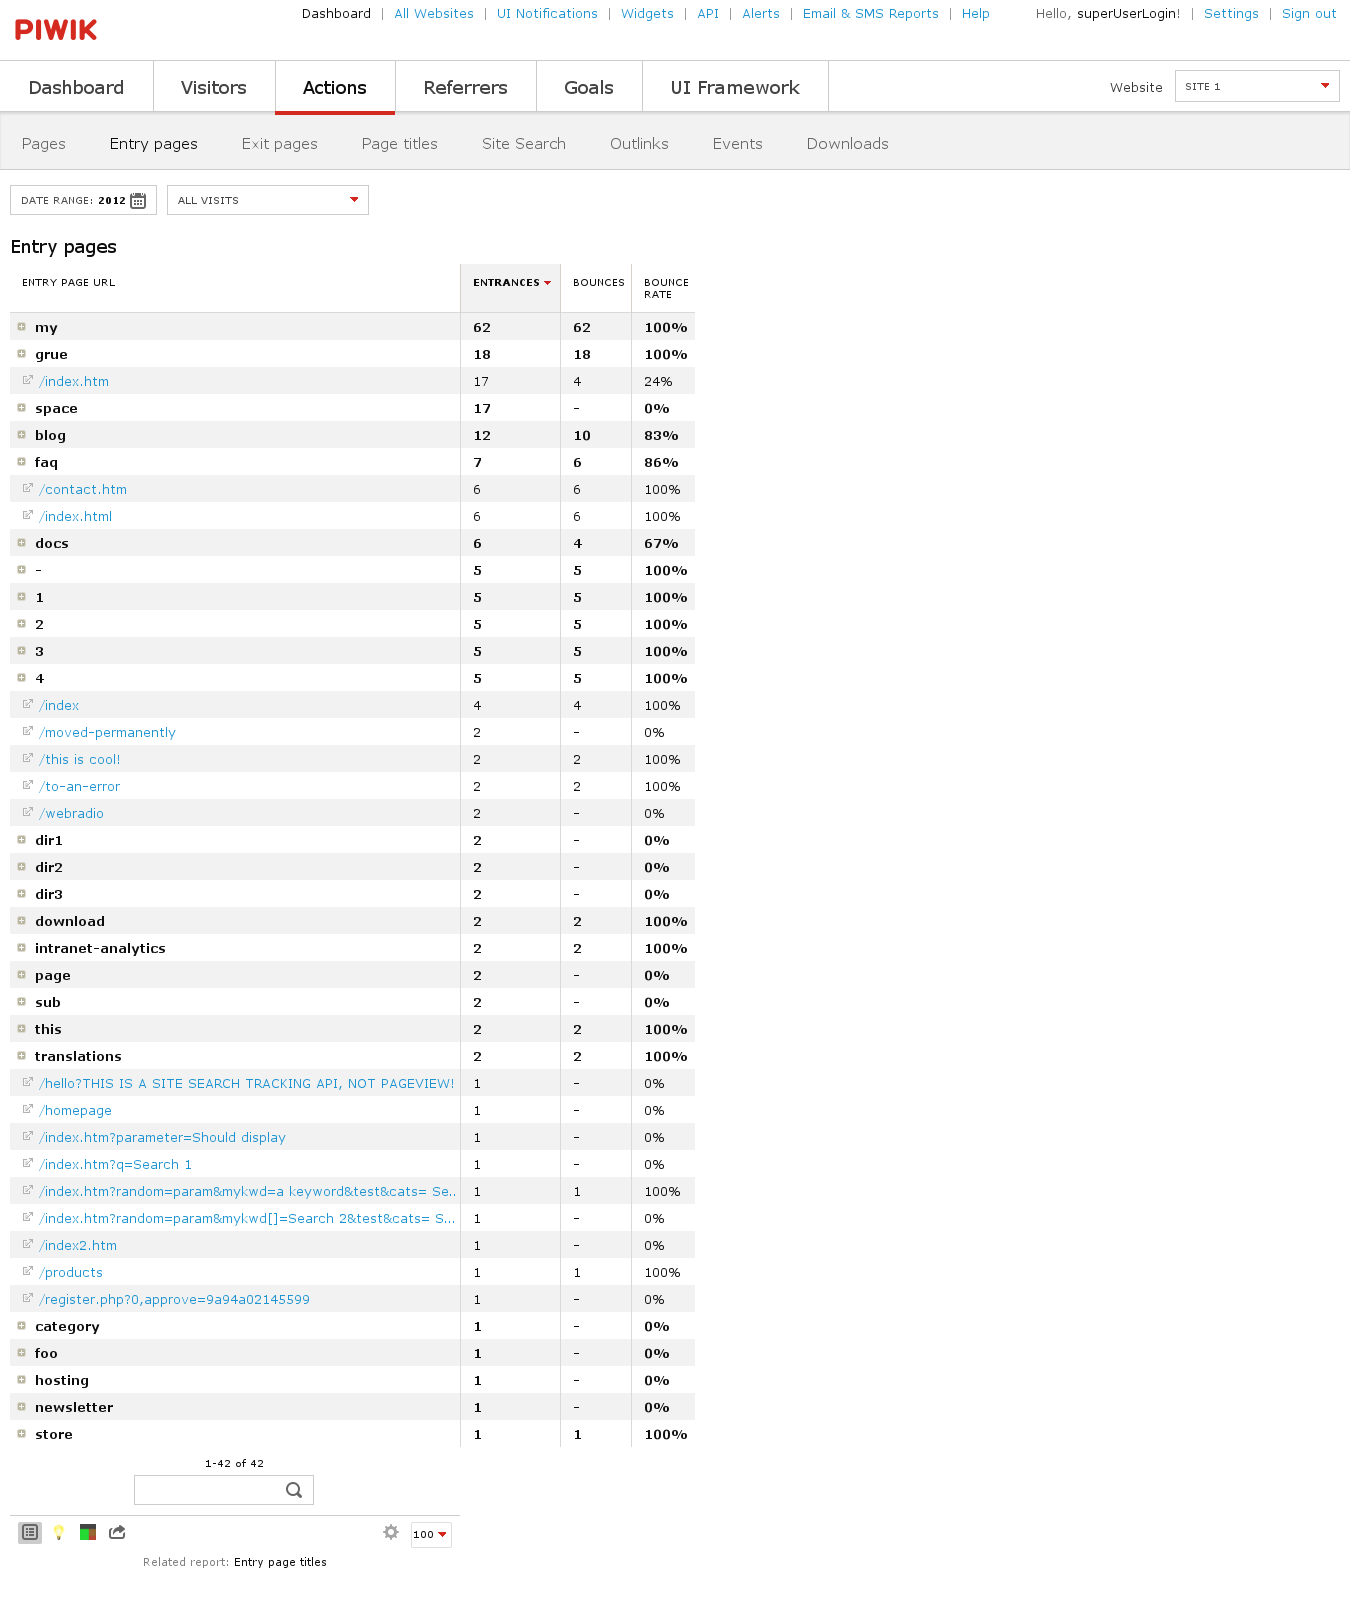 PIWIK
Dashboard | All Websites | UI Notifications | Widgets | API | Alerts | Email & SMS Reports | Help
Hello, superUserLogin! | Settings | Sign out
Dashboard Visitors Actions Referrers Goals UI Framework
Website SITE 1
Pages Entry pages Exit pages Page titles Site Search Outlinks Events Downloads
DATE RANGE: 2012 ALL VISITS
Entry pages
ENTRY PAGE URL ENTRANCES BOUNCES BOUNCE RATE
my 62 62 100%
grue 18 18 100%
/index.htm 17 4 24%
space 17 - 0%
blog 12 10 83%
faq 7 6 86%
/contact.htm 6 6 100%
/index.html 6 6 100%
docs 6 4 67%
- 5 5 100%
1 5 5 100%
2 5 5 100%
3 5 5 100%
4 5 5 100%
/index 4 4 100%
/moved-permanently 2 - 0%
/this is cool! 2 2 100%
/to-an-error 2 2 100%
/webradio 2 - 0%
dir1 2 - 0%
dir2 2 - 0%
dir3 2 - 0%
download 2 2 100%
intranet-analytics 2 2 100%
page 2 - 0%
sub 2 - 0%
this 2 2 100%
translations 2 2 100%
/hello?THIS IS A SITE SEARCH TRACKING API, NOT PAGEVIEW! 1 - 0%
/homepage 1 - 0%
/index.htm?parameter=Should display 1 - 0%
/index.htm?q=Search 1 1 - 0%
/index.htm?random=param&mykwd=a keyword&test&cats= Se.. 1 1 100%
/index.htm?random=param&mykwd[]=Search 2&test&cats= S... 1 - 0%
/index2.htm 1 - 0%
/products 1 1 100%
/register.php?0,approve=9a94a02145599 1 - 0%
category 1 - 0%
foo 1 - 0%
hosting 1 - 0%
newsletter 1 - 0%
store 1 1 100%
1-42 of 42
100
Related report: Entry page titles